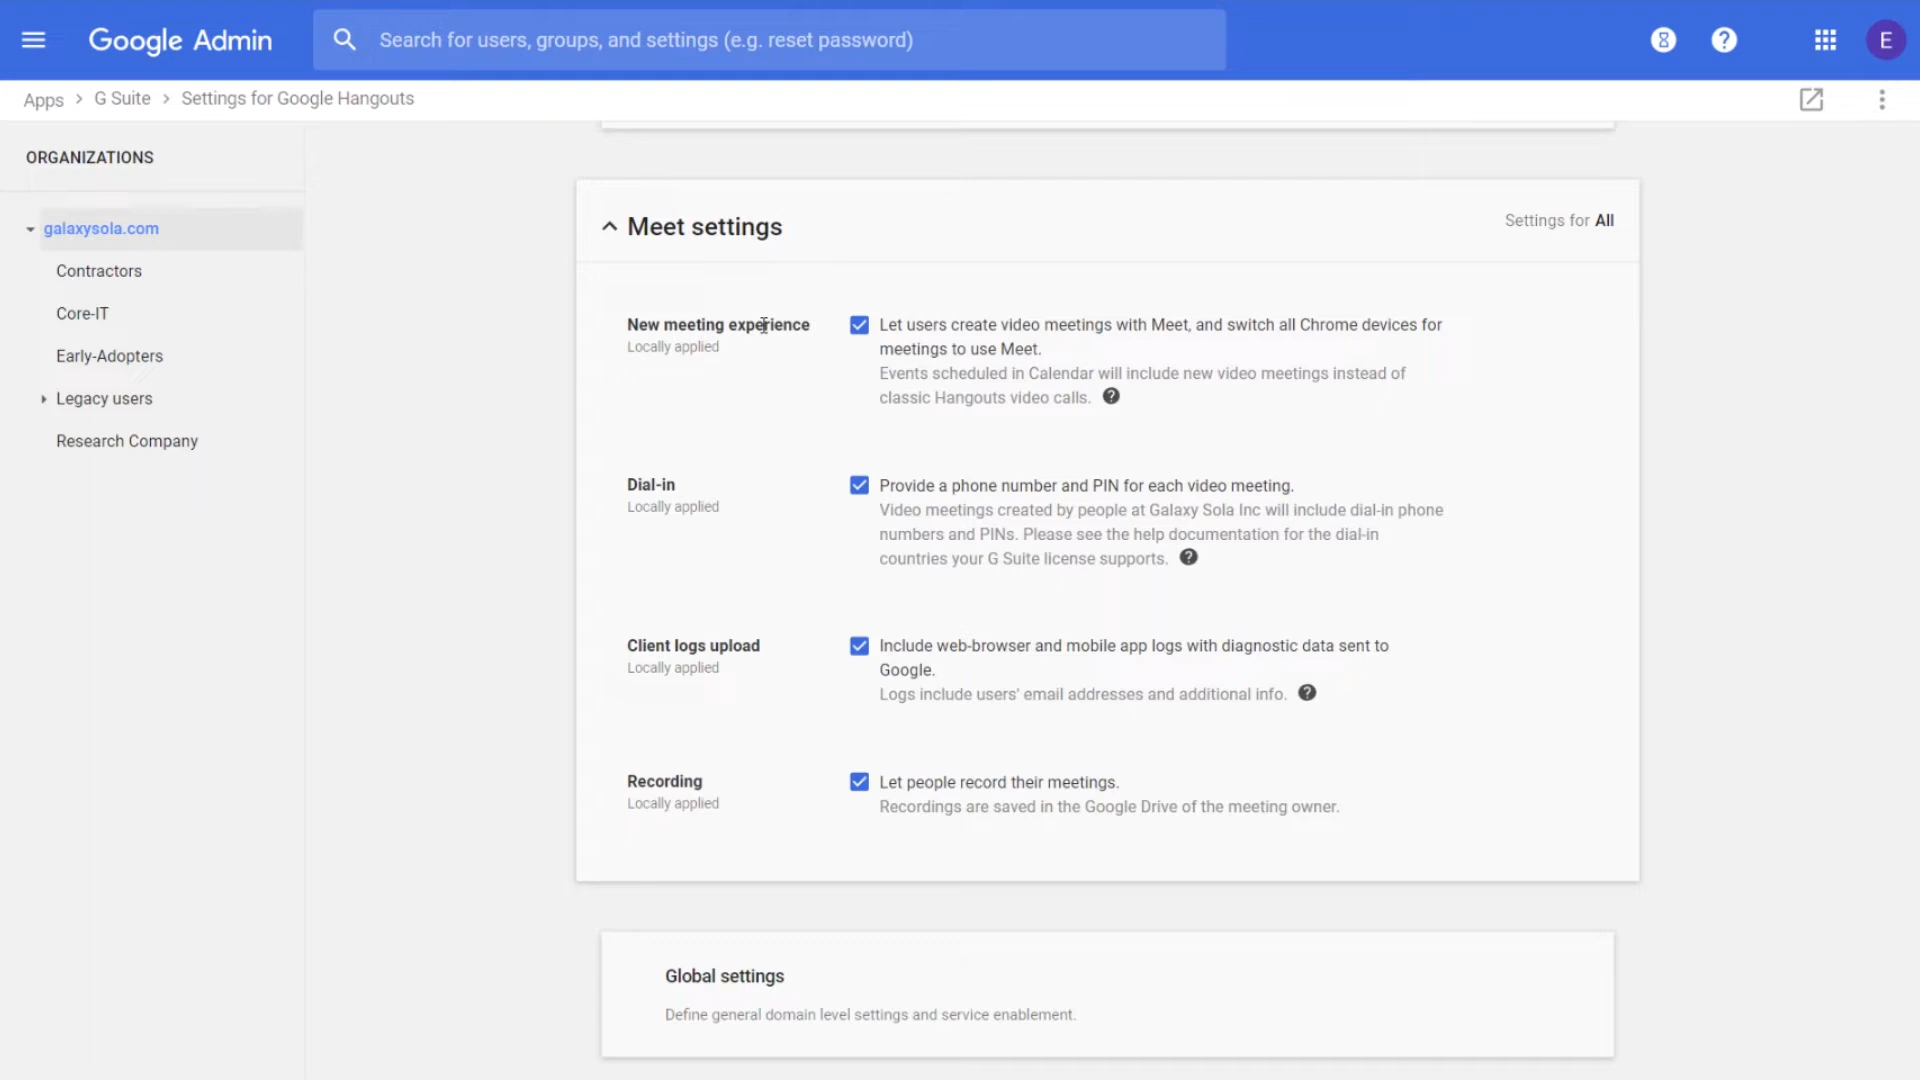 Google Admin
Search for users, groups, and settings (e.g. reset password)
E
Apps > G Suite > Settings for Google Hangouts
ORGANIZATIONS
galaxysola.com
Contractors
Core-IT
Early-Adopters
Legacy users
Research Company
Meet settings
Settings for All
New meeting experience
Locally applied
Let users create video meetings with Meet, and switch all Chrome devices for
meetings to use Meet.
Events scheduled in Calendar will include new video meetings instead of
classic Hangouts video calls.
Dial-in
Locally applied
Provide a phone number and PIN for each video meeting.
Video meetings created by people at Galaxy Sola Inc will include dial-in phone
numbers and PINs. Please see the help documentation for the dial-in
countries your G Suite license supports.
Client logs upload
Locally applied
Include web-browser and mobile app logs with diagnostic data sent to
Google.
Logs include users' email addresses and additional info.
Recording
Locally applied
Let people record their meetings.
Recordings are saved in the Google Drive of the meeting owner.
Global settings
Define general domain level settings and service enablement.